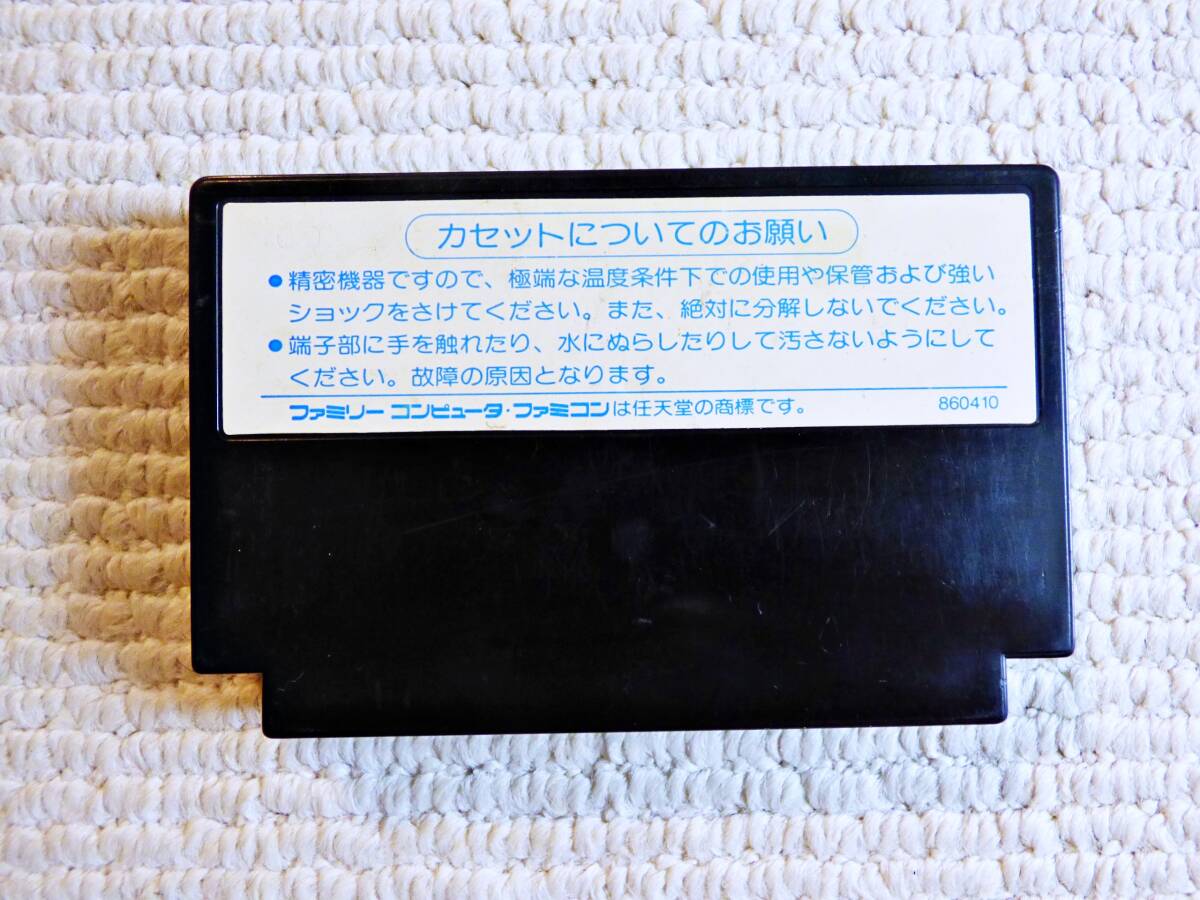 カセットについてのお願い
●精密機器ですので、極端な温度条件下での使用や保管および強い
ショックをさけてください。また、絶対に分解しないでください。
●端子部に手を触れたり、水にぬらしたりして汚さないようにして
ください。故障の原因となります。
ファミリー コンピュータ・ファミコンは任天堂の商標です。 860410